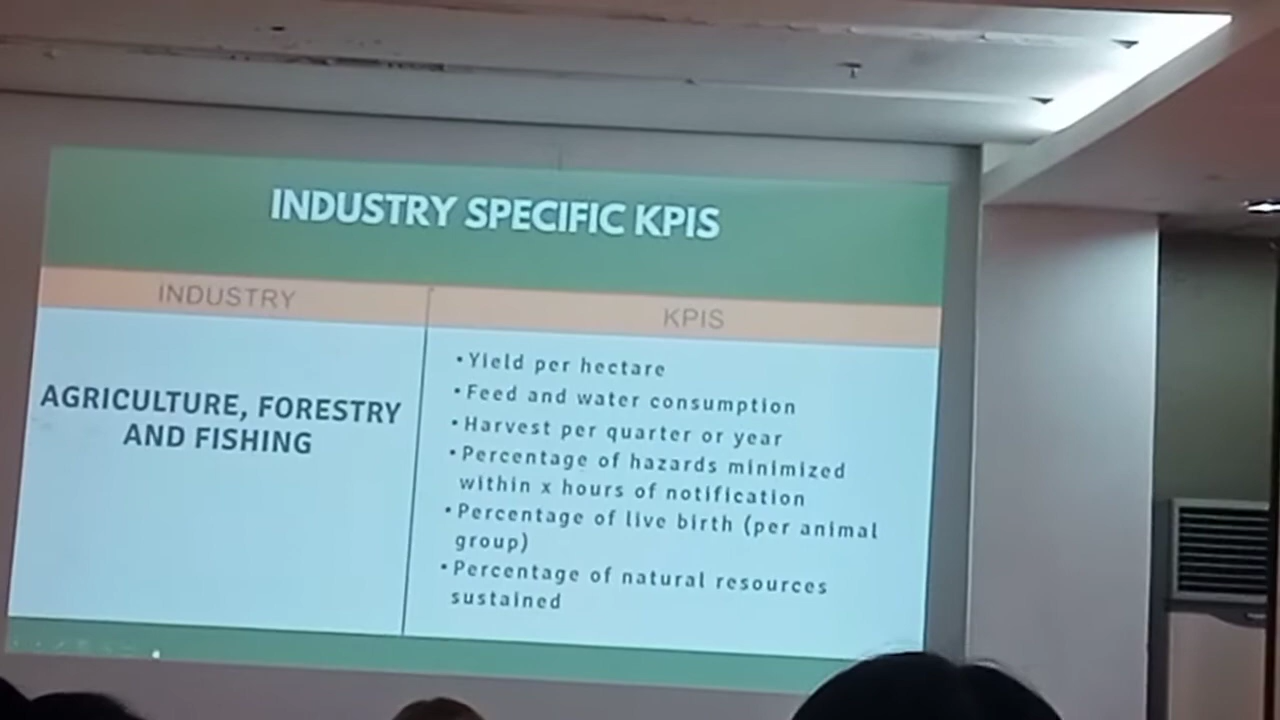 INDUSTRY SPECIFIC KPIS
INDUSTRY
KPIS
AGRICULTURE, FORESTRY
AND FISHING
•Yield per hectare
•Feed and water consumption
•Harvest per quarter or year
•Percentage of hazards minimized
within x hours of notification
•Percentage of live birth (per animal
group)
•Percentage of natural resources
sustained